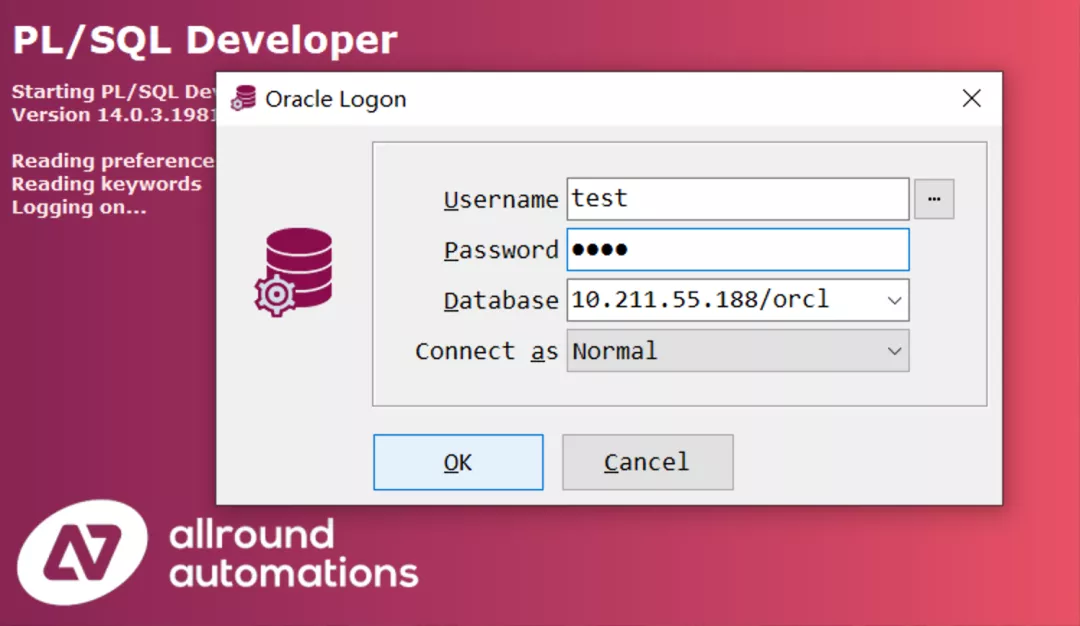 PL/SQL Developer
Starting PL/SQL Dev
Version 14.0.3.1981
Reading preference
Reading keywords
Logging on...
Oracle Logon
Username test ...
Password ●●●●
Database 10.211.55.188/orcl
Connect as Normal
OK Cancel
allround
automations